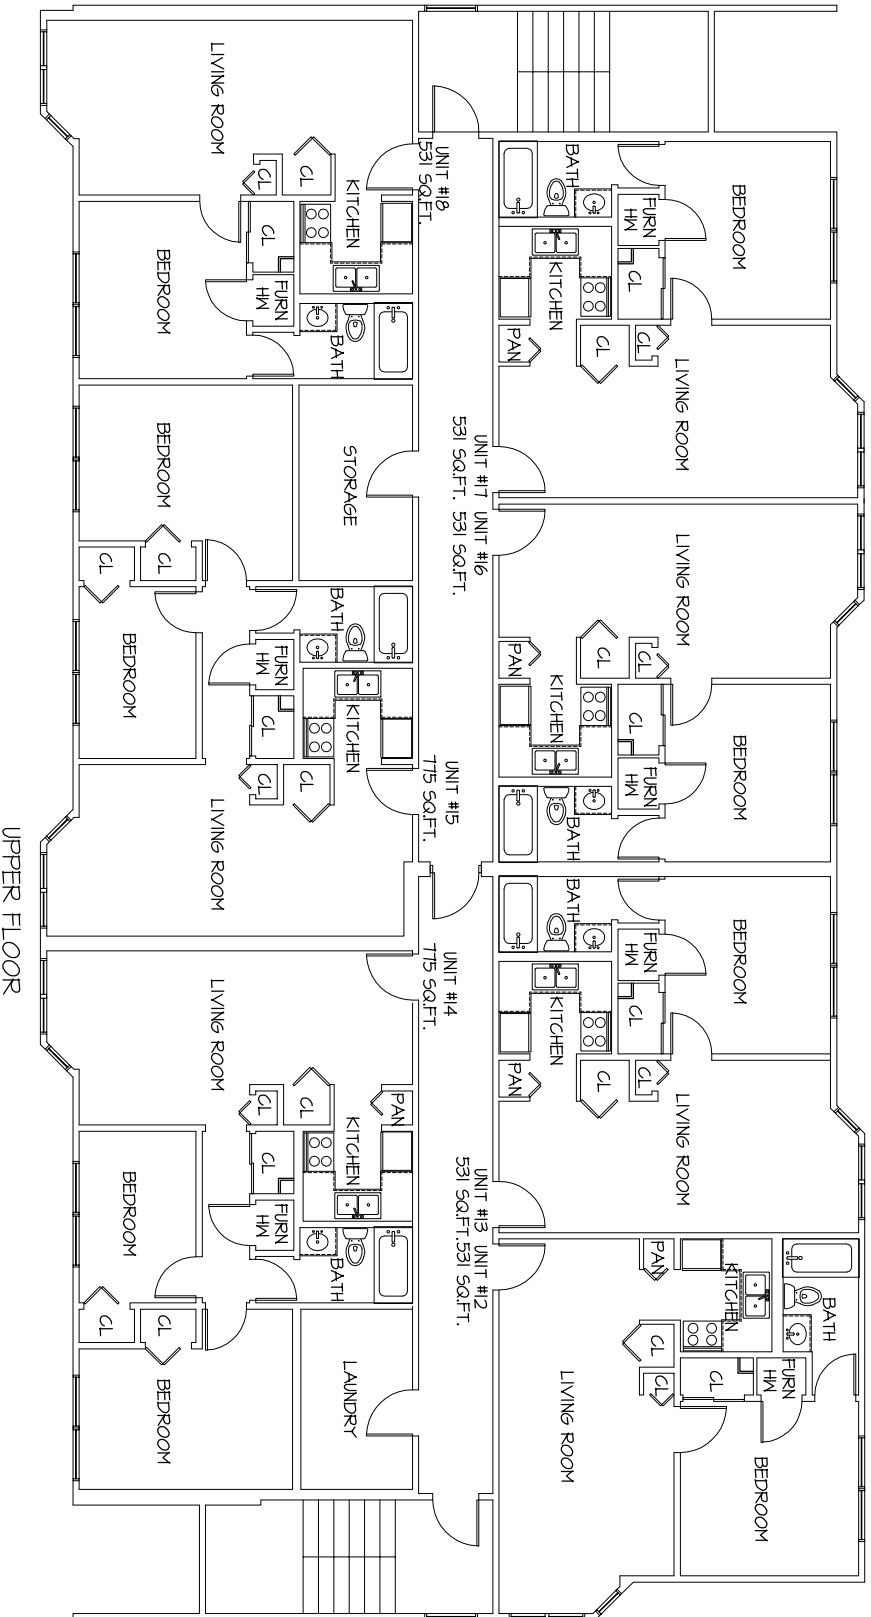 LIVING ROOM
CL
CL
KITCHEN
UNIT #18
531 SQ.FT.
BATH
FURN
HW
BEDROOM
CL
KITCHEN
PAN
CL
CL
LIVING ROOM
BEDROOM
CL
FURN
HW
BATH
BEDROOM
STORAGE
UNIT #17
531 SQ.FT.
UNIT #16
531 SQ.FT.
LIVING ROOM
CL
CL
BATH
BEDROOM
FURN
HW
CL
KITCHEN
PAN
CL
CL
KITCHEN
CL
FURN
HW
BEDROOM
BATH
CL
CL
LIVING ROOM
UNIT #15
775 SQ.FT.
UPPER FLOOR
UNIT #14
775 SQ.FT.
LIVING ROOM
BATH
FURN
HW
BEDROOM
KITCHEN
CL
PAN
CL
CL
LIVING ROOM
CL
CL
PAN
KITCHEN
CL
BEDROOM
FURN
HW
BATH
UNIT #13
531 SQ.FT.
UNIT #12
531 SQ.FT.
CL
CL
BEDROOM
LAUNDRY
PAN
KITCHEN
BATH
CL
CL
CL
FURN
HW
LIVING ROOM
BEDROOM